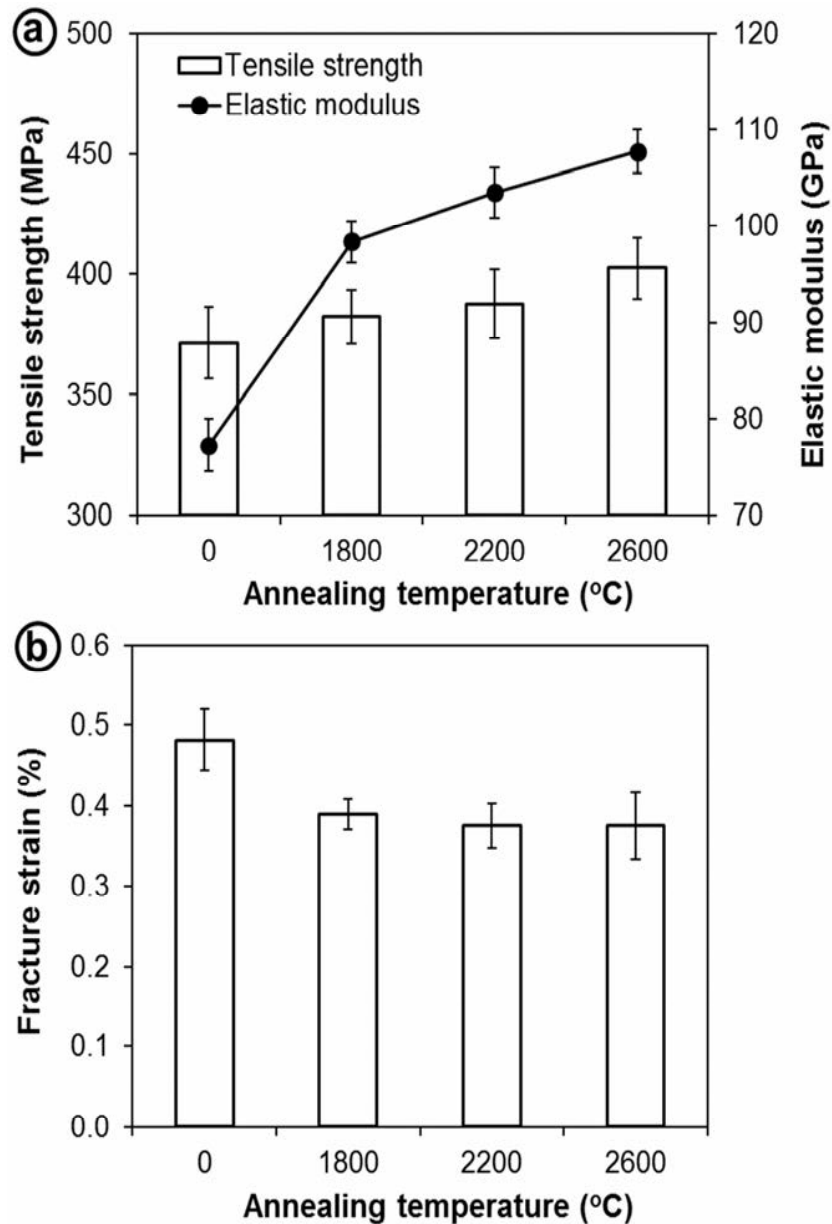 a
500
450
400
350
300
Tensile strength (MPa)
Tensile strength
Elastic modulus
120
110
100
90
80
70
Elastic modulus (GPa)
0 1800 2200 2600
Annealing temperature (ºC)
b
0.6
0.5
0.4
0.3
0.2
0.1
0.0
Fracture strain (%)
0 1800 2200 2600
Annealing temperature (ºC)